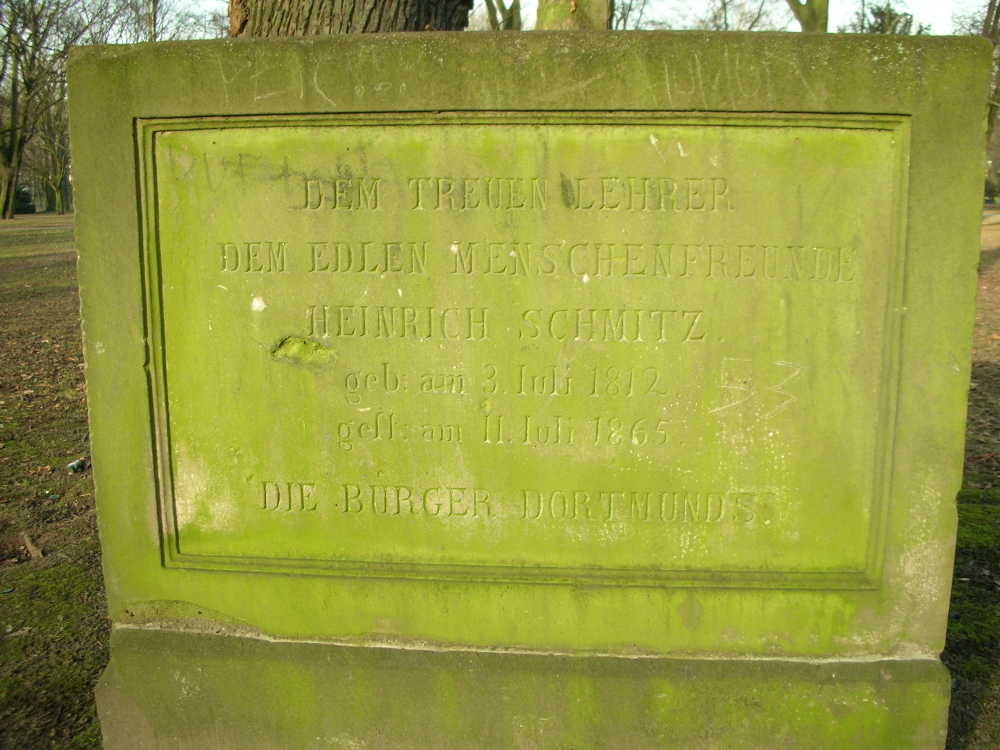 DEM TREUEN LEHRER
DEM EDLEN MENSCHENFREUNDE
HEINRICH SCHMITZ.
geb: am 3. Juli 1812.
gest: am 11. Juli 1865.
DIE BÜRGER DORTMUNDS